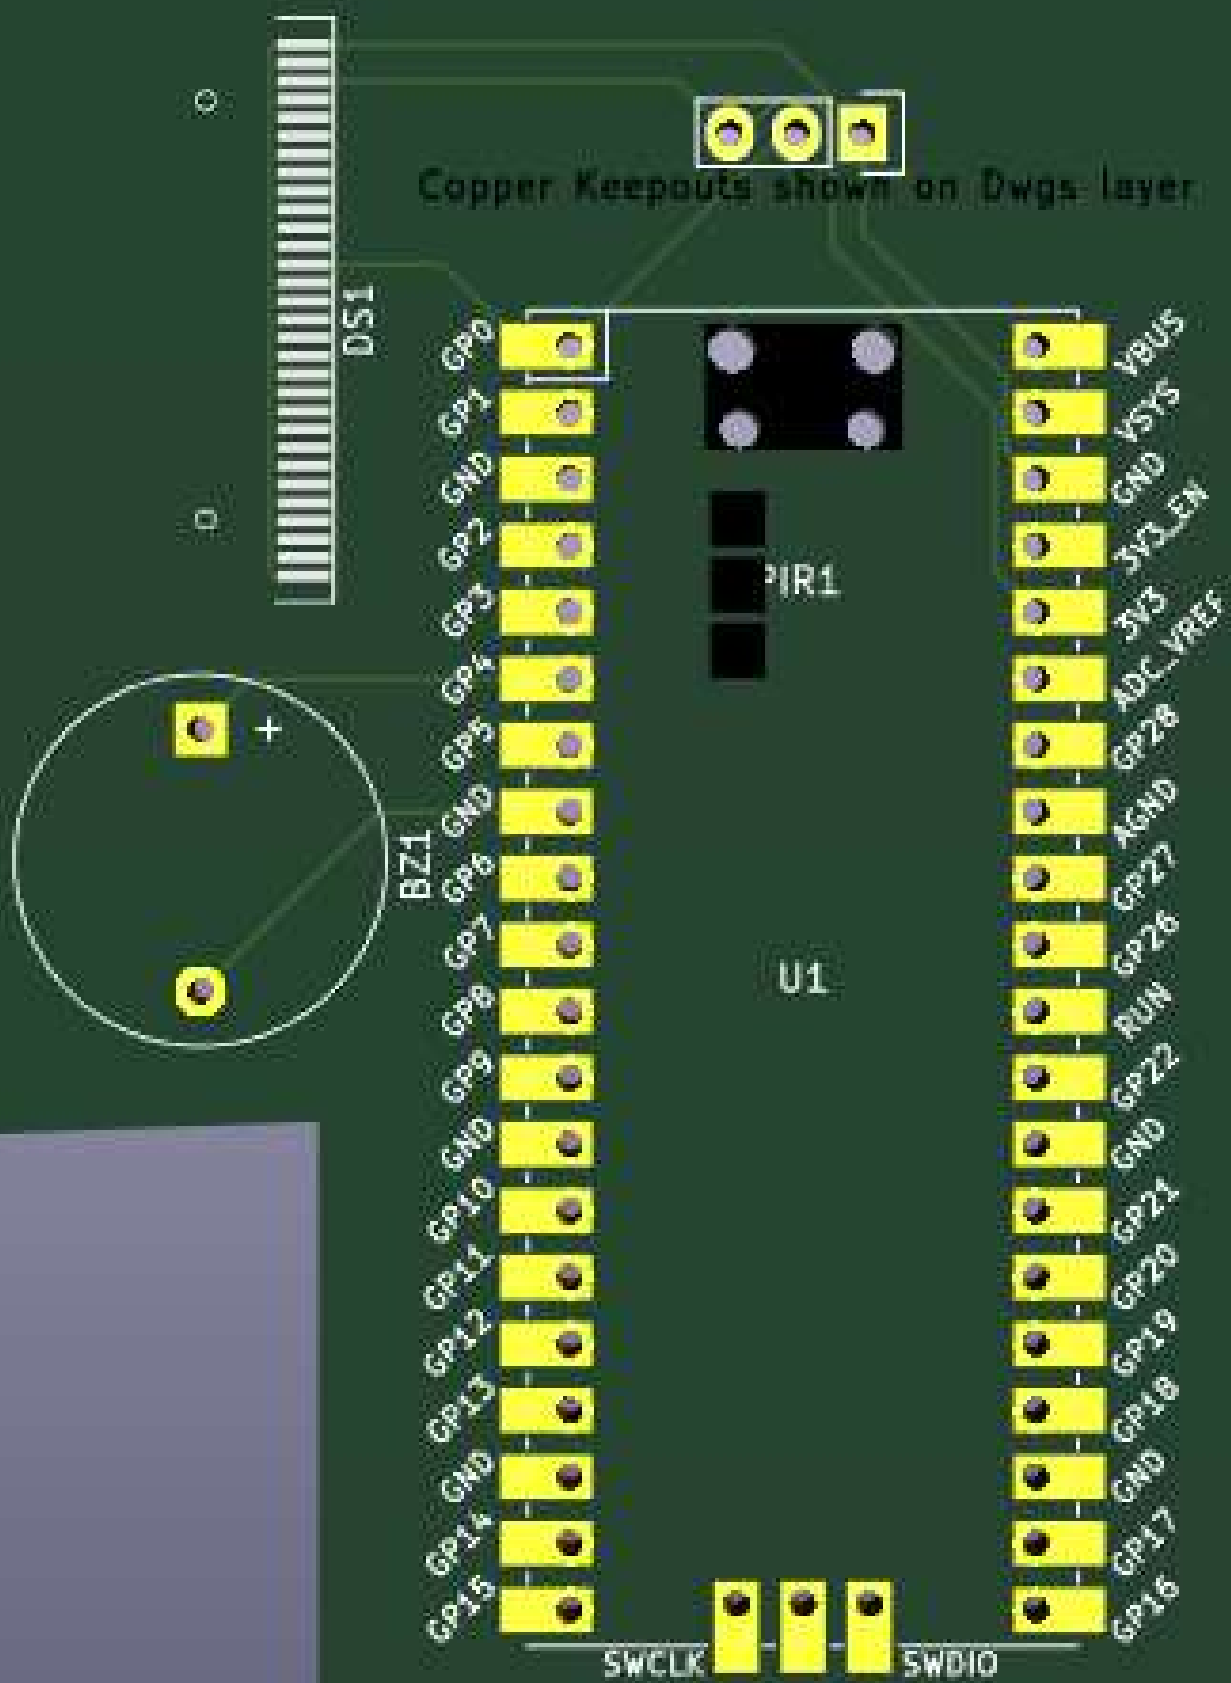 Copper Keepouts shown on Dwgs layer
DS1
GP0
GP1
GND
GP2
GP3
GP4
GP5
GND
GP6
GP7
GP8
GP9
GND
GP10
GP11
GP12
GP13
GND
GP14
GP15
VBUS
VSYS
GND
3V3_EN
3V3
ADC_VREF
GP28
AGND
GP27
GP26
RUN
GP22
GND
GP21
GP20
GP19
GP18
GND
GP17
GP16
PIR1
+
BZ1
U1
SWCLK
SWDIO